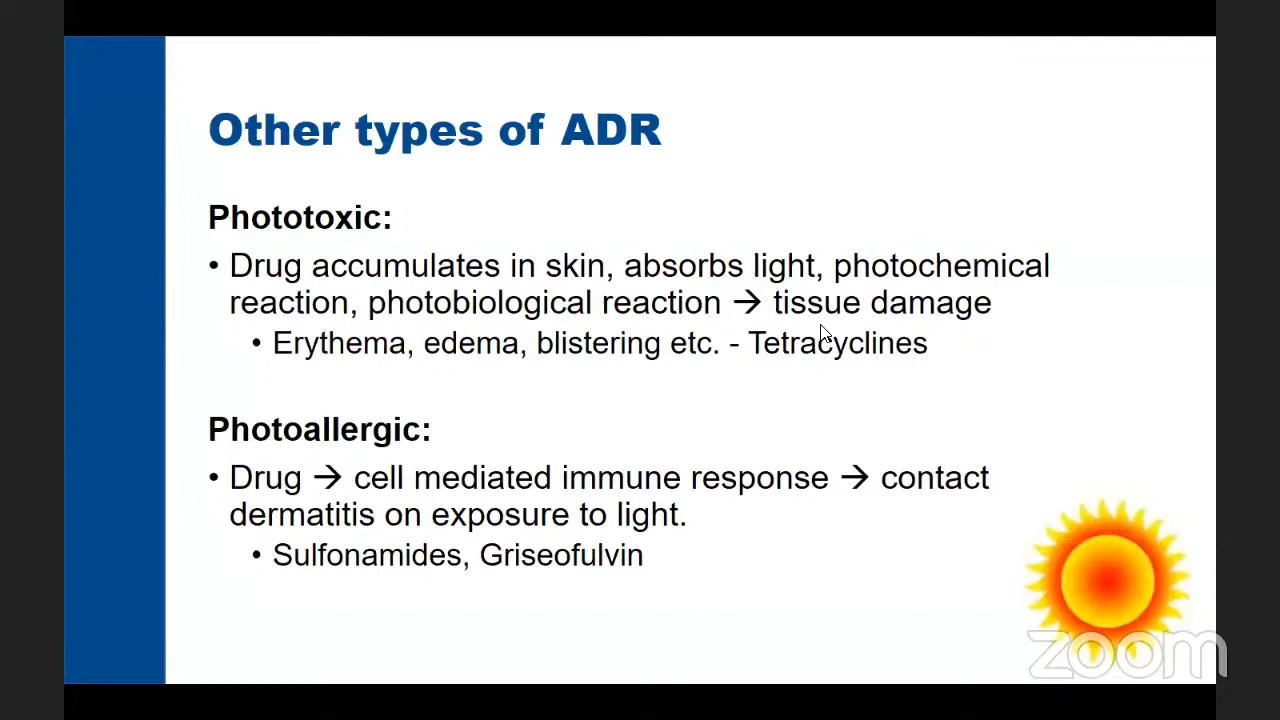 Other types of ADR
Phototoxic:
• Drug accumulates in skin, absorbs light, photochemical
reaction, photobiological reaction → tissue damage
• Erythema, edema, blistering etc. - Tetracyclines
Photoallergic:
• Drug → cell mediated immune response → contact
dermatitis on exposure to light.
• Sulfonamides, Griseofulvin
zoom